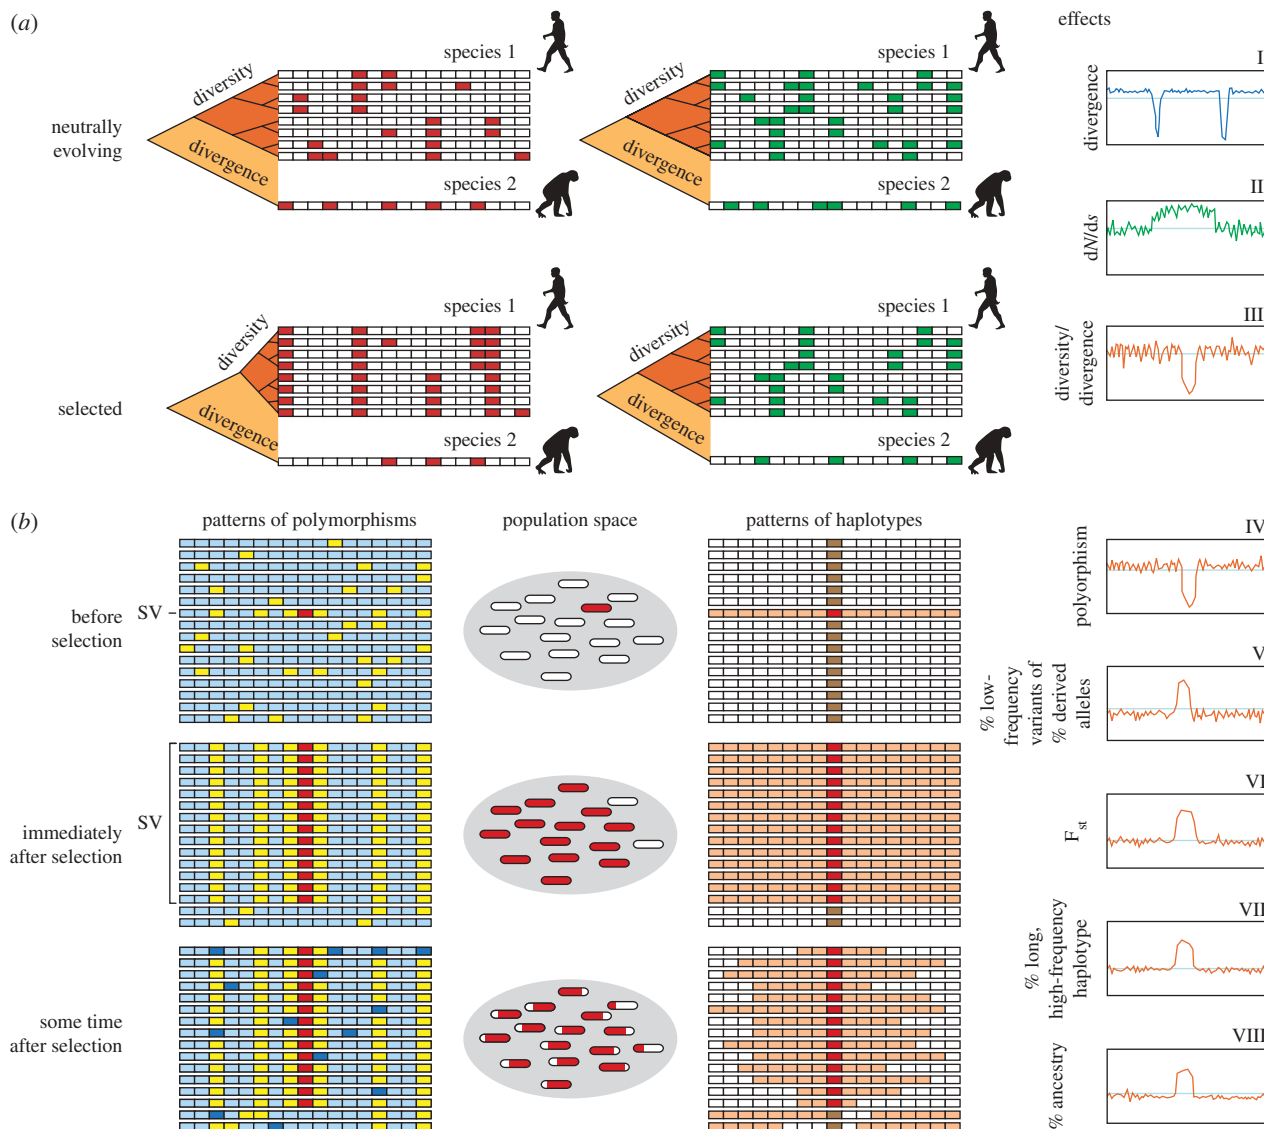 (a)
effects
species 1
species 1
I
diversity
diversity
divergence
neutrally
evolving
divergence
divergence
species 2
species 2
II
dN/ds
species 1
species 1
III
diversity
diversity
diversity/
divergence
selected
divergence
divergence
species 2
species 2
(b)
patterns of polymorphisms
population space
patterns of haplotypes
IV
polymorphism
before
selection
SV
V
% low-
frequency
variants of
% derived
alleles
immediately
after selection
SV
VI
Fst
VII
% long,
high-frequency
haplotype
some time
after selection
VIII
% ancestry